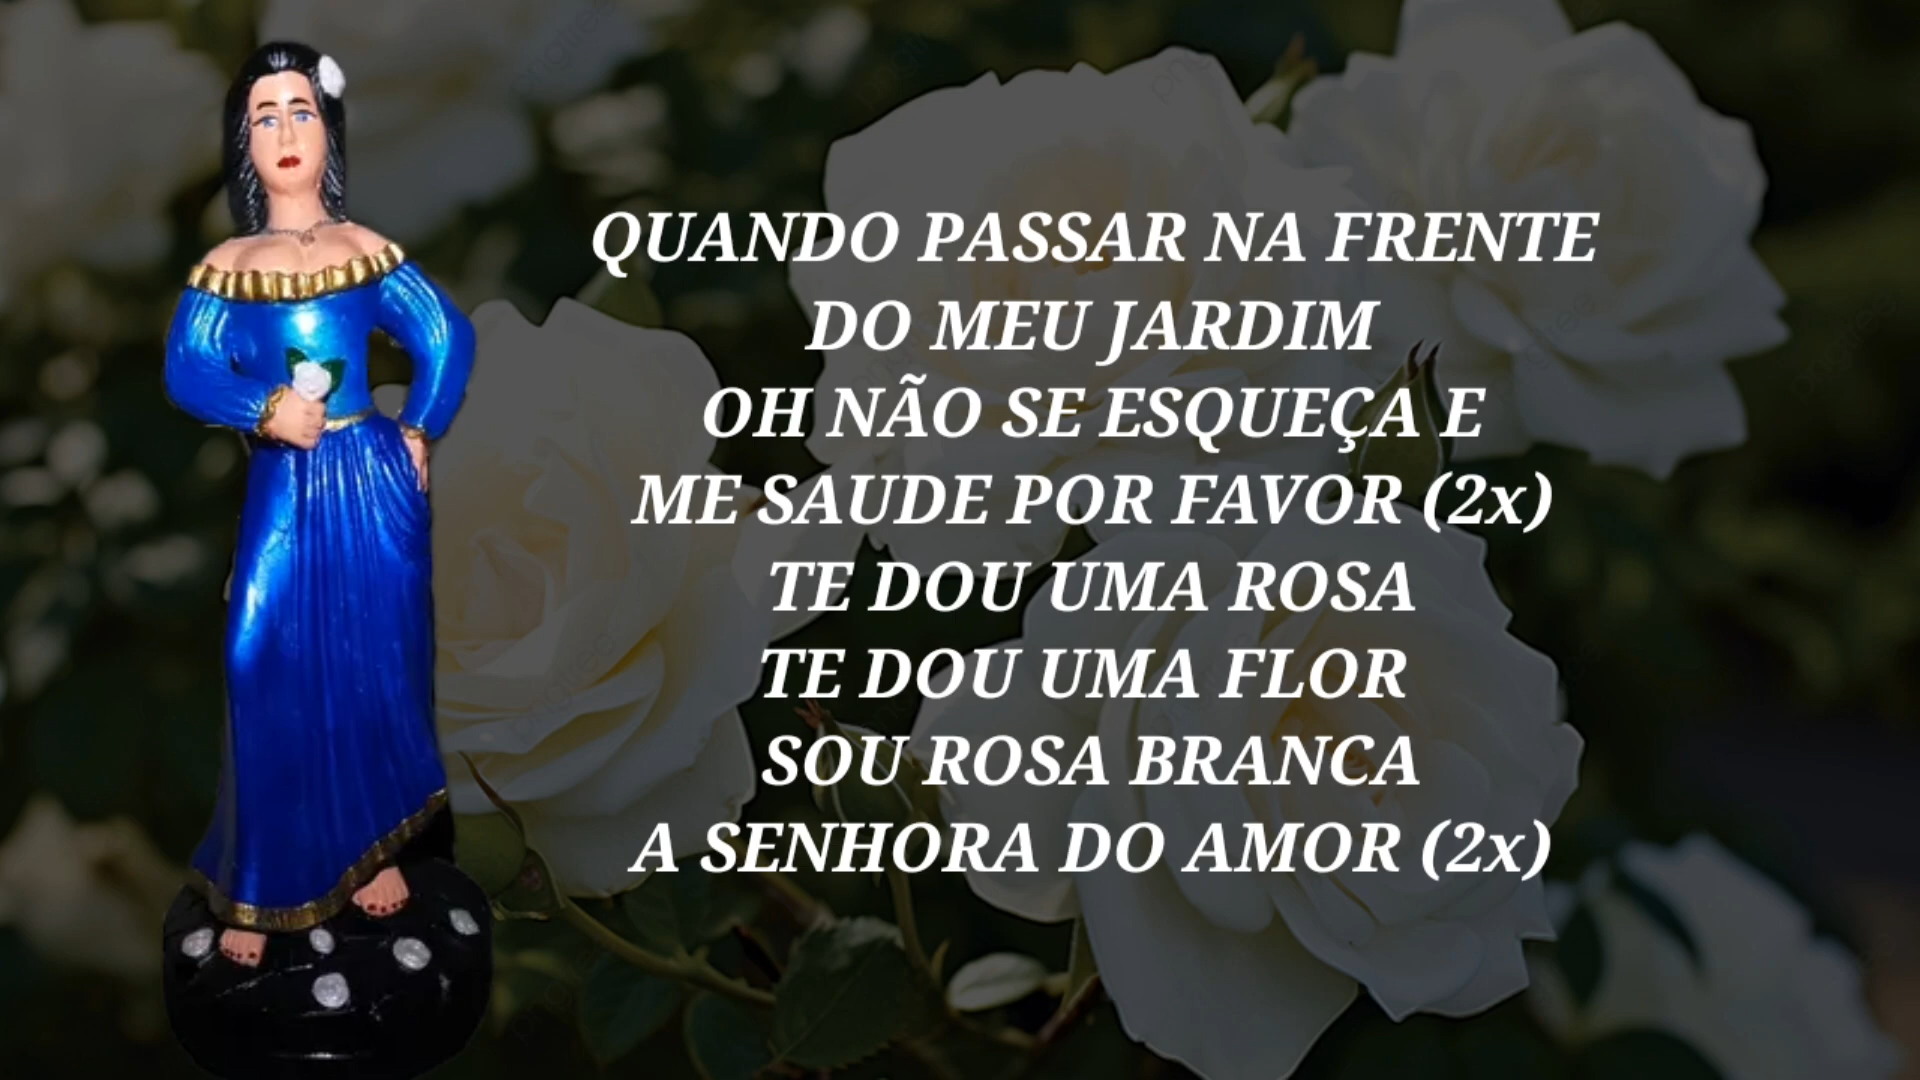 QUANDO PASSAR NA FRENTE
DO MEU JARDIM
OH NÃO SE ESQUEÇA E
ME SAUDE POR FAVOR (2x)
TE DOU UMA ROSA
TE DOU UMA FLOR
SOU ROSA BRANCA
A SENHORA DO AMOR (2x)